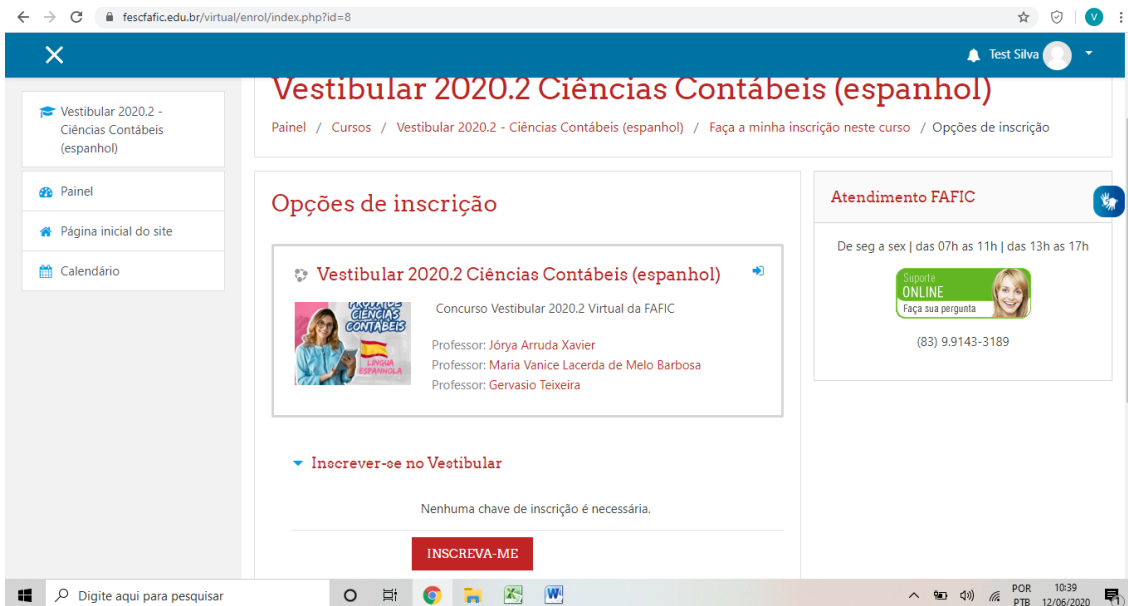 fescfafic.edu.br/virtual/enrol/index.php?id=8
V
Test Silva
Vestibular 2020.2 -
Ciências Contábeis
(espanhol)
Painel
Página inicial do site
Calendário
Vestibular 2020.2 Ciências Contábeis (espanhol)
Painel / Cursos / Vestibular 2020.2 - Ciências Contábeis (espanhol) / Faça a minha inscrição neste curso / Opções de inscrição
Opções de inscrição
Vestibular 2020.2 Ciências Contábeis (espanhol)
CIÊNCIAS
CONTÁBEIS
LÍNGUA
ESPANHOLA
Concurso Vestibular 2020.2 Virtual da FAFIC
Professor: Jórya Arruda Xavier
Professor: Maria Vanice Lacerda de Melo Barbosa
Professor: Gervasio Teixeira
Inscrever-se no Vestibular
Nenhuma chave de inscrição é necessária.
INSCREVA-ME
Atendimento FAFIC
De seg a sex | das 07h as 11h | das 13h as 17h
Suporte
ONLINE
Faça sua pergunta
(83) 9.9143-3189
Digite aqui para pesquisar
POR
PTB
10:39
12/06/2020